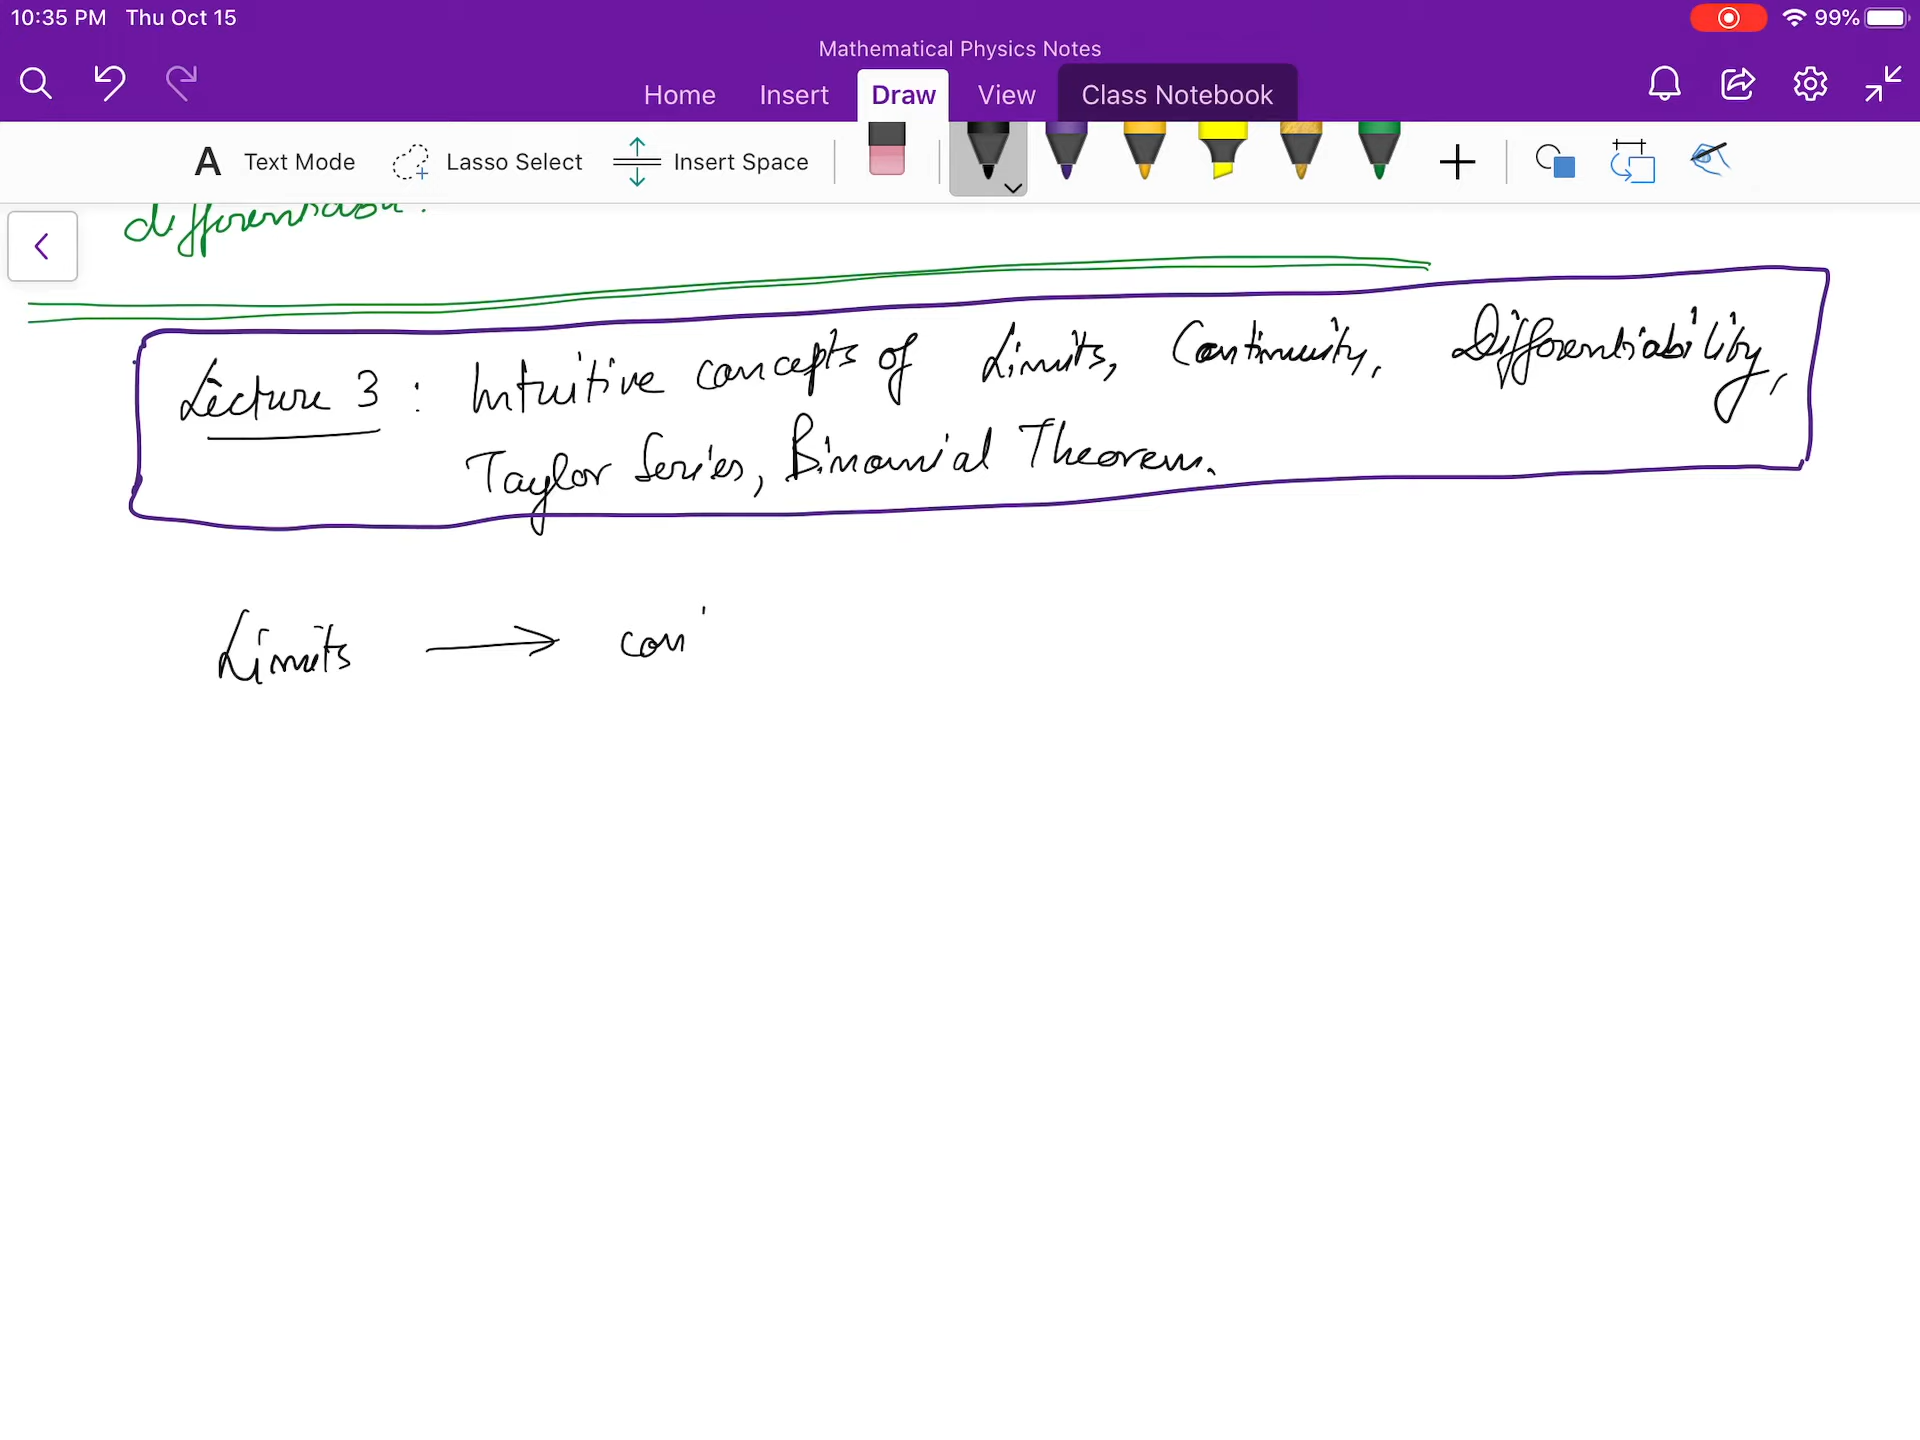 10:35 PM Thu Oct 15
99%
Mathematical Physics Notes
Home Insert Draw View Class Notebook
A Text Mode Lasso Select Insert Space
Lecture 3 : Intuitive concepts of Limits, Continuity, Differentiability,
Taylor Series, Binomial Theorem.
Limits → con